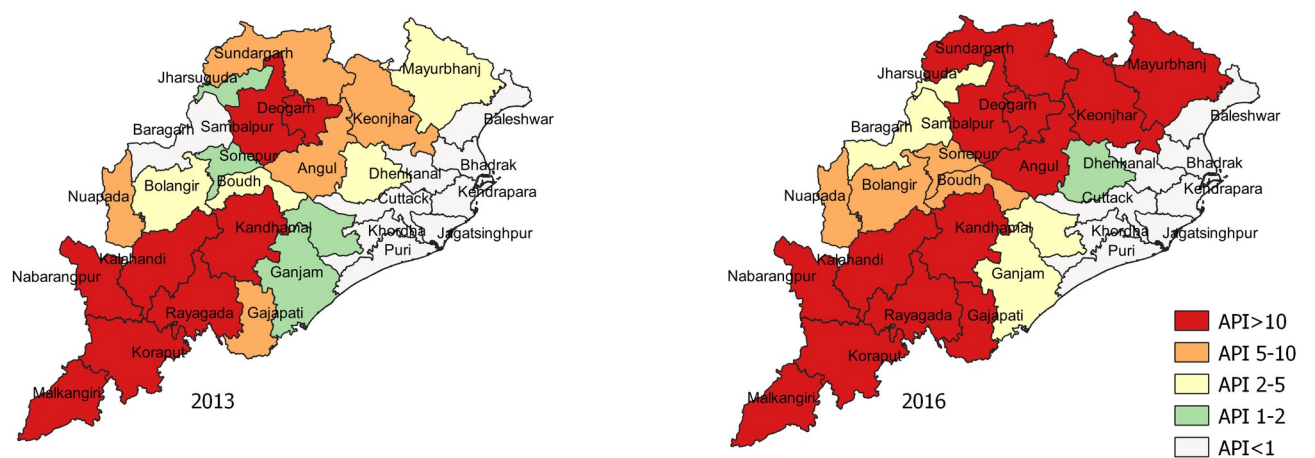 Sundargarh
Mayurbhanj
Jharsuguda
Deogarh
Baleshwar
Keonjhar
Baragarh
Sambalpur
Sonepur
Bhadrak
Angul
Dhenkanal
Bolangir
Boudh
Nuapada
Kendrapara
Cuttack
Kandhamal
Khordha
Jagatsinghpur
Puri
Kalahandi
Nabarangpur
Ganjam
Rayagada
Gajapati
Koraput
Malkangiri
2013
Sundargarh
Mayurbhanj
Jharsuguda
Deogarh
Keonjhar
Baleshwar
Baragarh
Sambalpur
Sonepur
Dhenkanal
Bhadrak
Angul
Bolangir
Boudh
Kendrapara
Nuapada
Cuttack
Kandhamal
Khordha
Jagatsinghpur
Puri
Kalahandi
Nabarangpur
Ganjam
Rayagada
Gajapati
Koraput
Malkangiri
2016
API>10
API 5-10
API 2-5
API 1-2
API<1